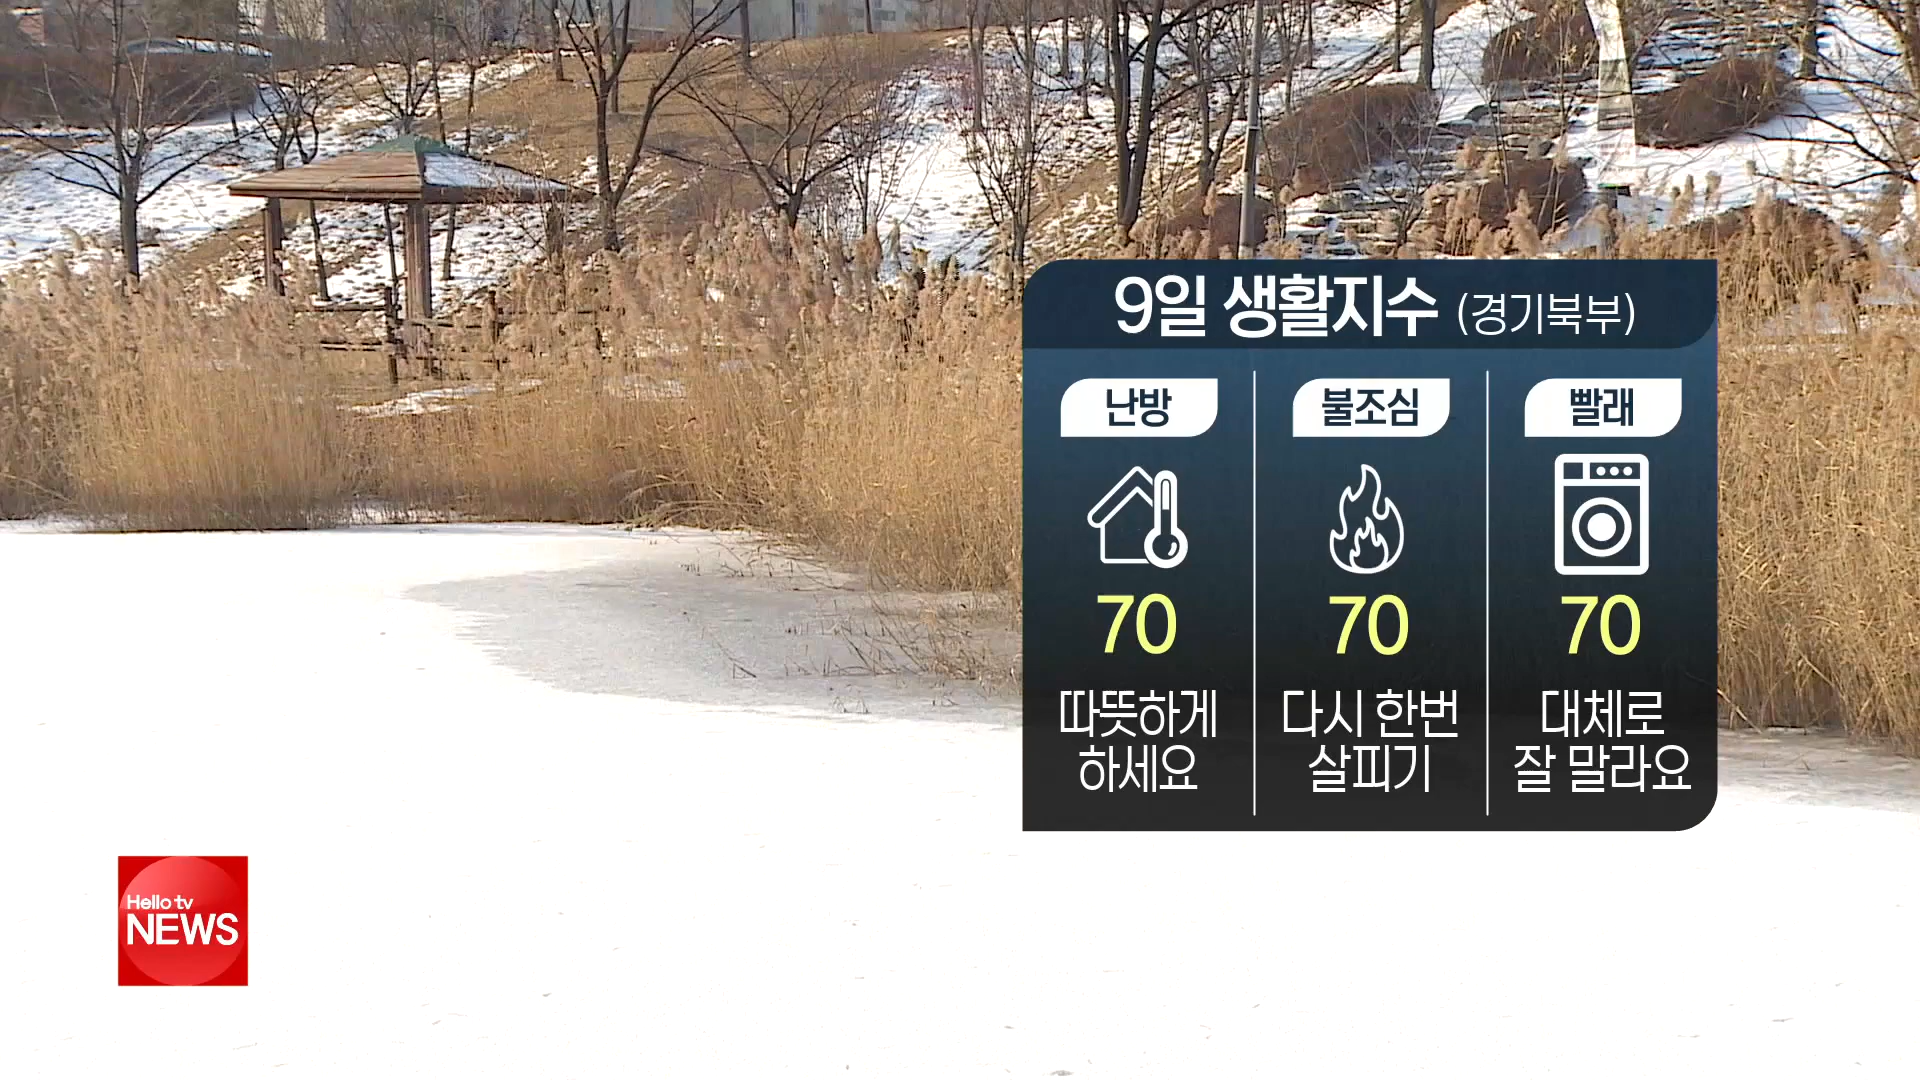 9일 생활지수 (경기북부)
난방
불조심
빨래
70
70
70
따뜻하게
하세요
다시 한번
살피기
대체로
잘 말라요
Hello tv
NEWS